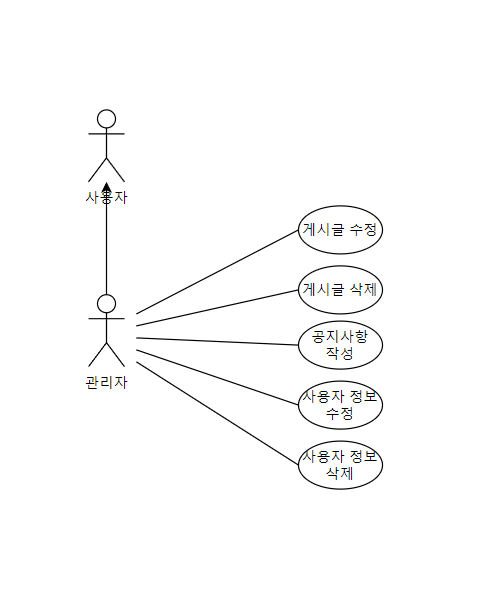 사용자
게시글 수정
게시글 삭제
공지사항
작성
관리자
사용자 정보
수정
사용자 정보
삭제